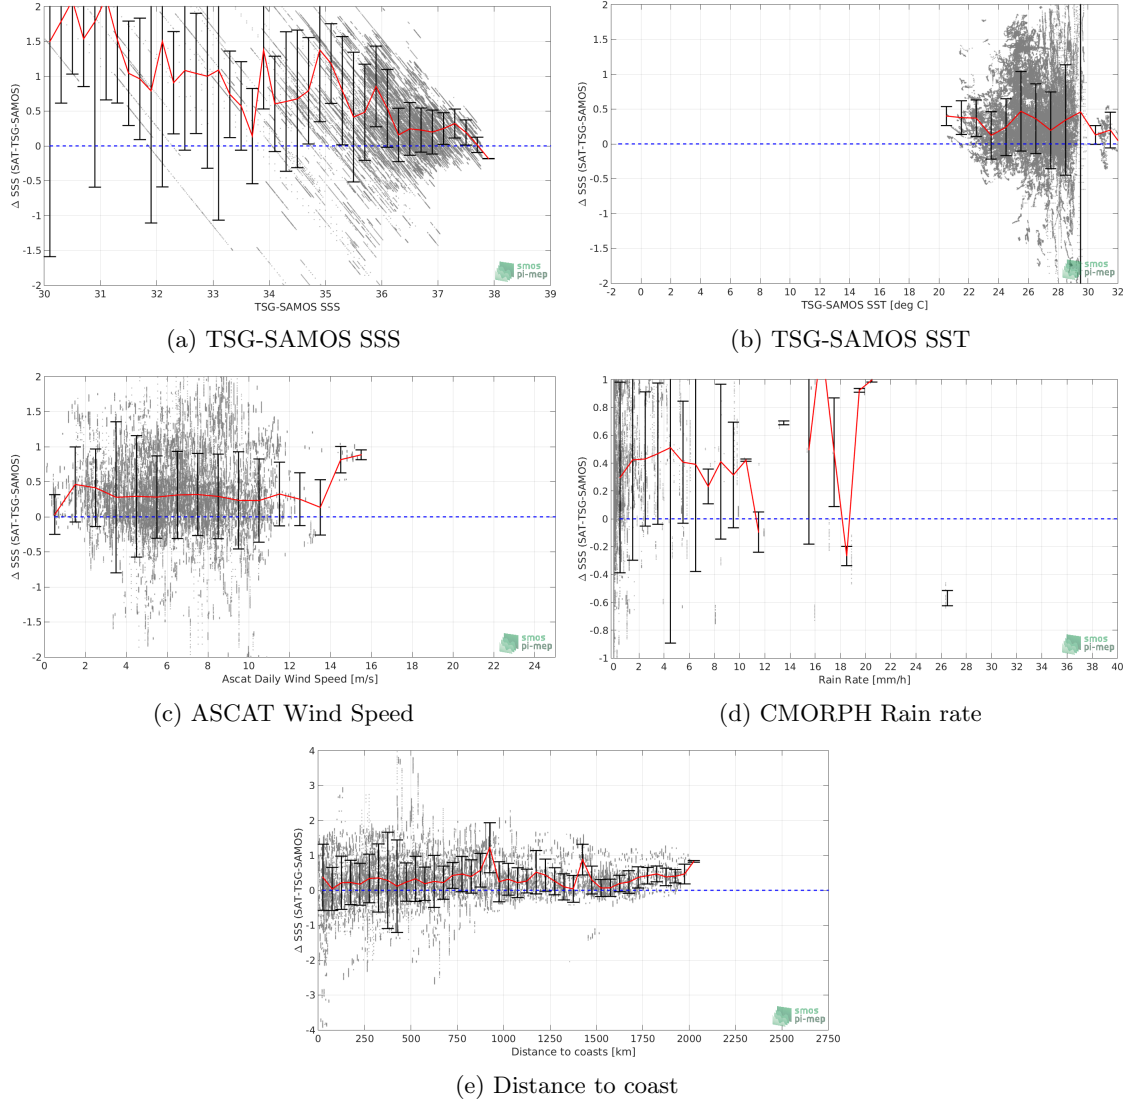 2
1.5
1
0.5
0
-0.5
-1
-1.5
-2
Δ SSS (SAT-TSG-SAMOS)
30 31 32 33 34 35 36 37 38 39
TSG-SAMOS SSS
smos
pi-mep
(a) TSG-SAMOS SSS
2
1.5
1
0.5
0
-0.5
-1
-1.5
-2
Δ SSS (SAT-TSG-SAMOS)
-2 0 2 4 6 8 10 12 14 16 18 20 22 24 26 28 30 32
TSG-SAMOS SST [deg C]
smos
pi-mep
(b) TSG-SAMOS SST
2
1.5
1
0.5
0
-0.5
-1
-1.5
-2
Δ SSS (SAT-TSG-SAMOS)
0 2 4 6 8 10 12 14 16 18 20 22
Ascat Daily Wind Speed [m/s]
smos
pi-mep
(c) ASCAT Wind Speed
1
0.8
0.6
0.4
0.2
0
-0.2
-0.4
-0.6
-0.8
-1
Δ SSS (SAT-TSG-SAMOS)
0 2 4 6 8 10 12 14 16 18 20 22 24 26 28 30 32 34 36 38 40
Rain Rate [mm/h]
smos
pi-mep
(d) CMORPH Rain rate
4
3
2
1
0
-1
-2
-3
-4
Δ SSS (SAT-TSG-SAMOS)
0 250 500 750 1000 1250 1500 1750 2000 2250 2500 2750
Distance to coasts [km]
smos
pi-mep
(e) Distance to coast